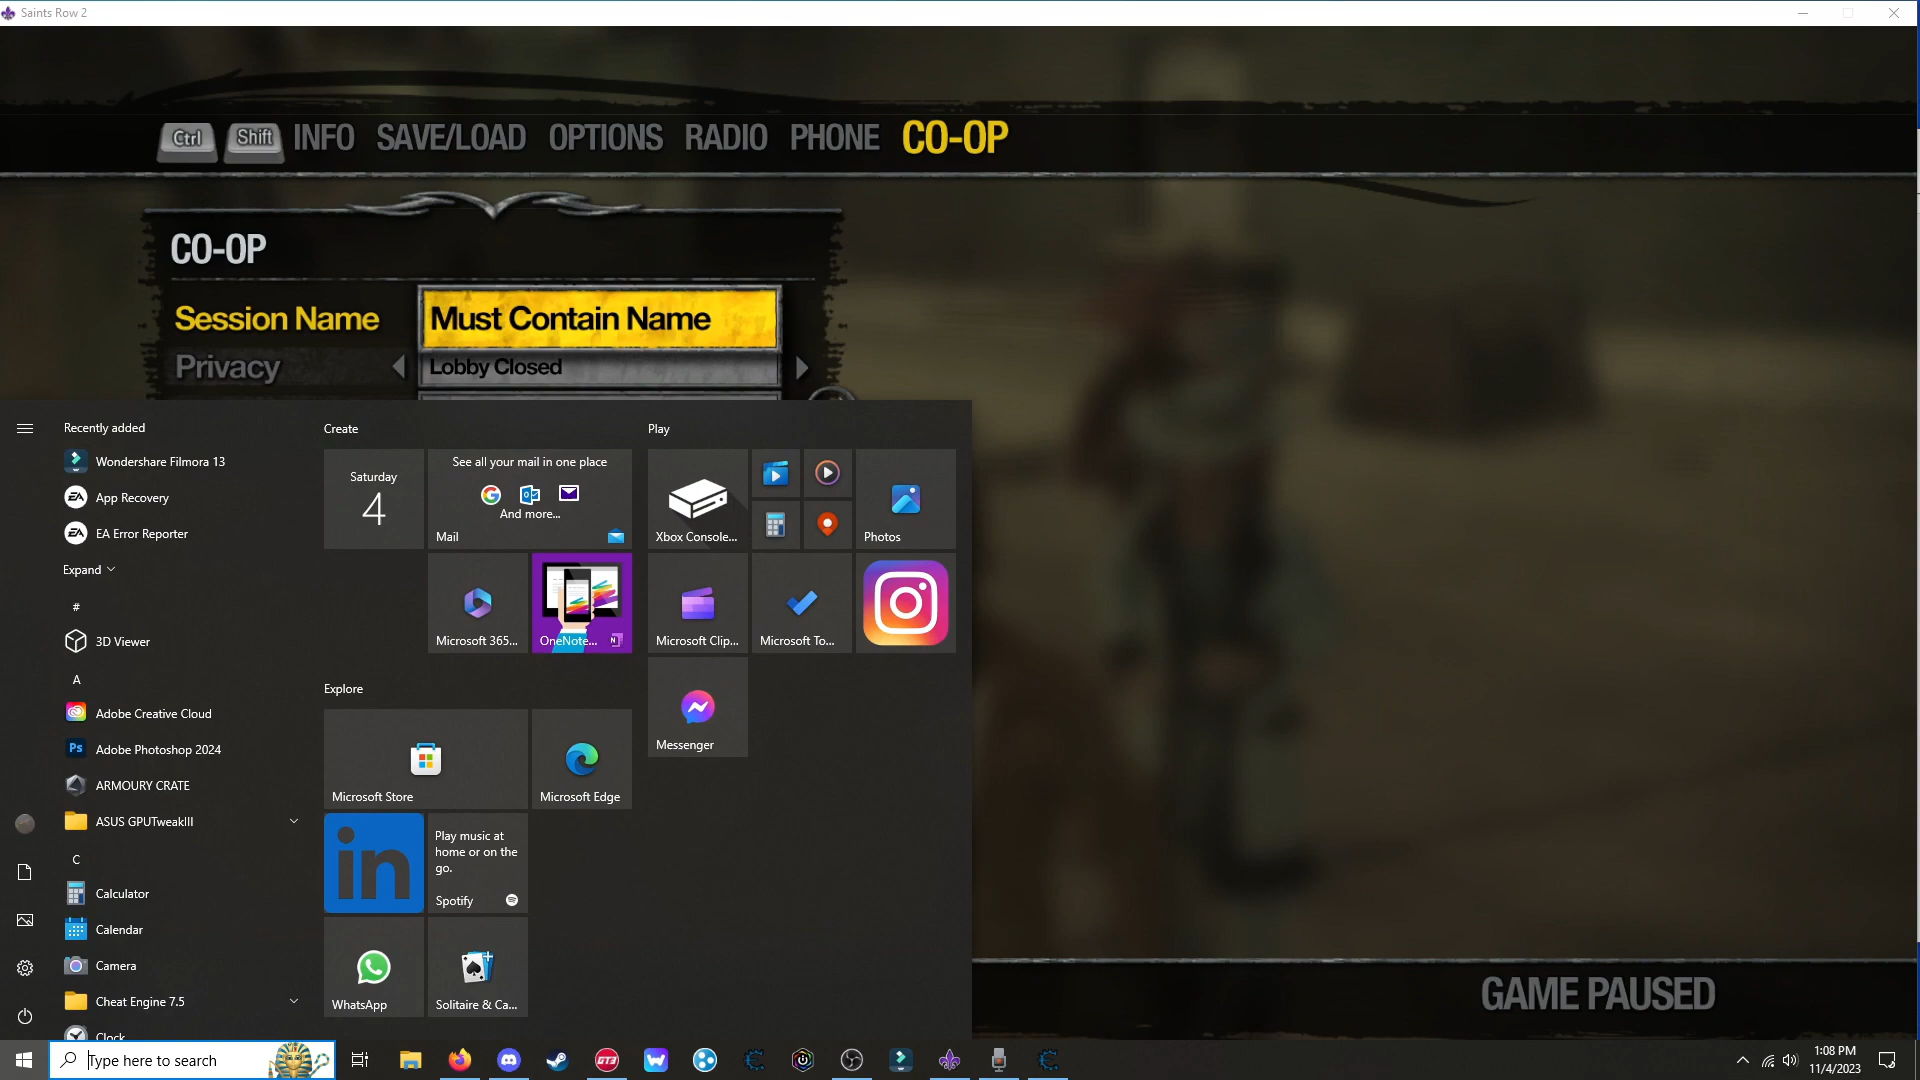 Saints Row 2
Ctrl Shift INFO SAVE/LOAD OPTIONS RADIO PHONE CO-OP
CO-OP
Session Name Must Contain Name
Privacy Lobby Closed
Recently added
Wondershare Filmora 13
App Recovery
EA Error Reporter
Expand
#
3D Viewer
A
Adobe Creative Cloud
Ps Adobe Photoshop 2024
ARMOURY CRATE
ASUS GPUTweakIII
C
Calculator
Calendar
Camera
Cheat Engine 7.5
Clock
Create
Saturday
4
See all your mail in one place
And more...
Mail
Microsoft 365...
OneNote...
Explore
Microsoft Store
Microsoft Edge
in
Play music at
home or on the
go.
Spotify
WhatsApp
Solitaire & Ca...
Play
Xbox Console...
Photos
Microsoft Clip...
Microsoft To...
Messenger
GAME PAUSED
Type here to search
GT3
1:08 PM
11/4/2023